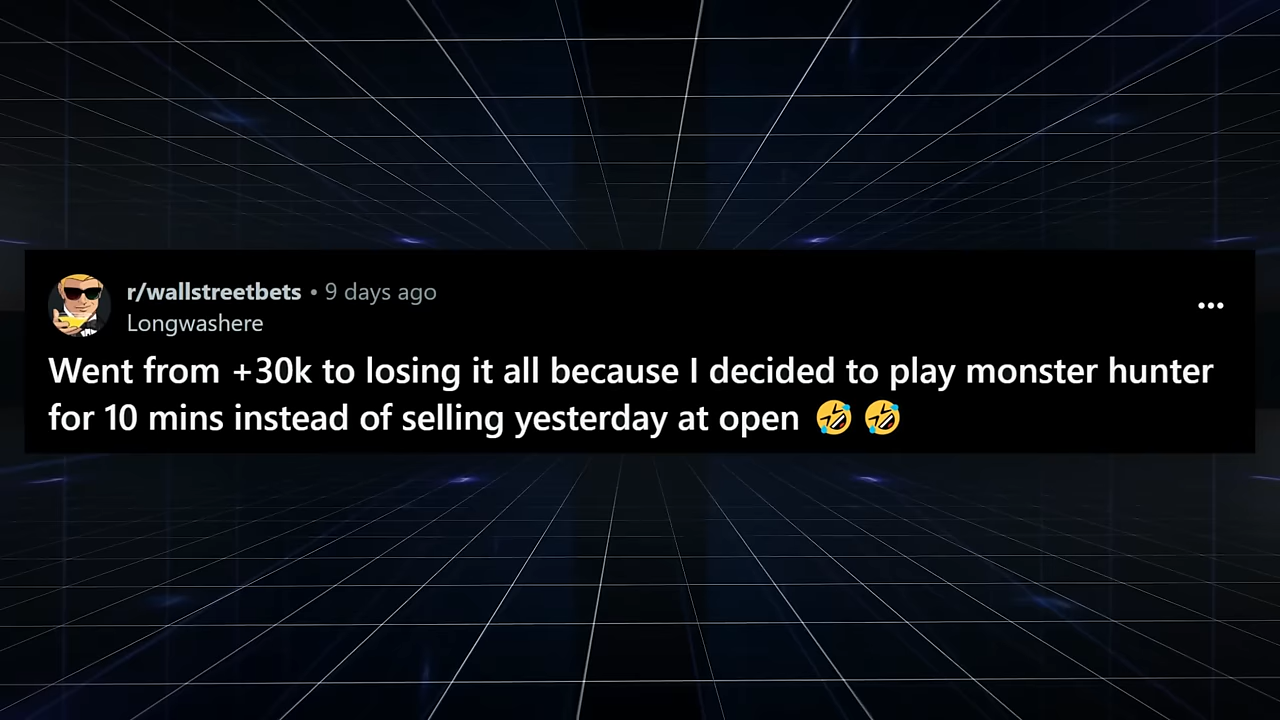 r/wallstreetbets • 9 days ago
Longwashere
Went from +30k to losing it all because I decided to play monster hunter
for 10 mins instead of selling yesterday at open 🤣 🤣